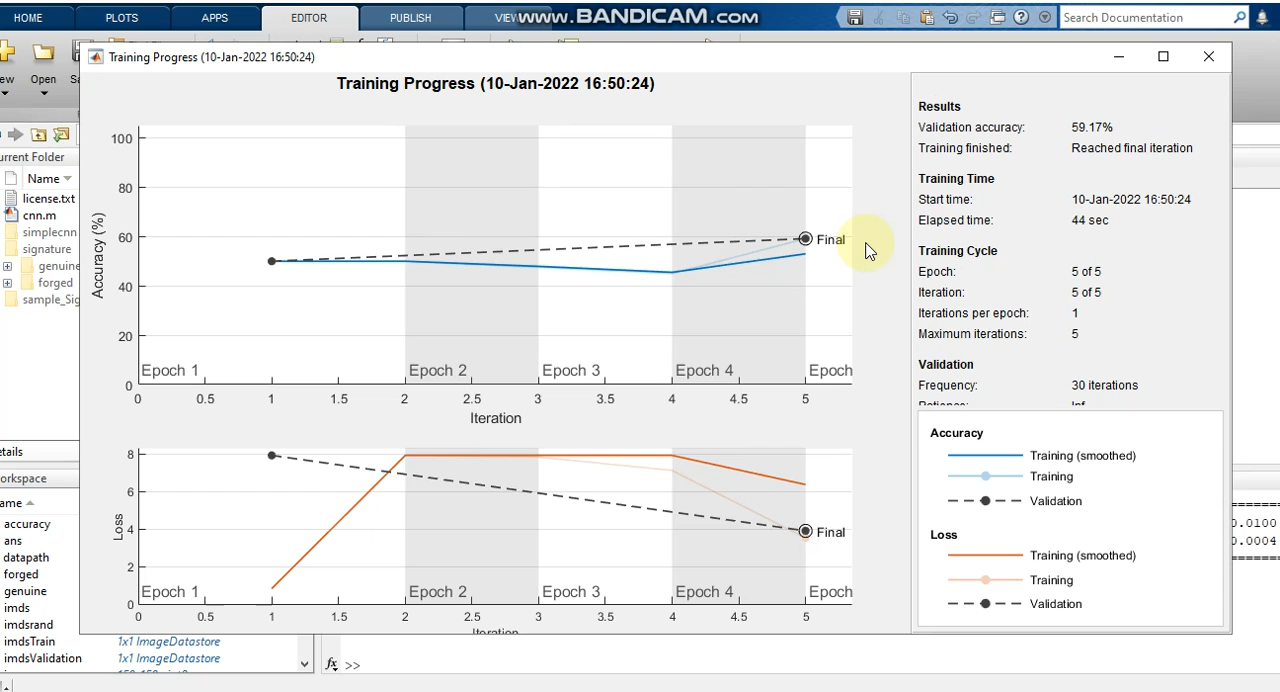 HOME PLOTS APPS EDITOR PUBLISH VIEW
www.BANDICAM.com
Search Documentation
Open
Training Progress (10-Jan-2022 16:50:24)
Training Progress (10-Jan-2022 16:50:24)
urrent Folder
Name
license.txt
cnn.m
simplecnn
signature
genuine
forged
sample_Sig
etails
orkspace
ame
accuracy
ans
datapath
forged
genuine
imds
imdsrand
imdsTrain 1x1 ImageDatastore
imdsValidation 1x1 ImageDatastore
Accuracy (%)
100
80
60
40
20
0
Final
Epoch 1 Epoch 2 Epoch 3 Epoch 4 Epoch
0 0.5 1 1.5 2 2.5 3 3.5 4 4.5 5
Iteration
Loss
8
6
4
2
0
Final
Epoch 1 Epoch 2 Epoch 3 Epoch 4 Epoch
0 0.5 1 1.5 2 2.5 3 3.5 4 4.5 5
Iteration
Results
Validation accuracy: 59.17%
Training finished: Reached final iteration
Training Time
Start time: 10-Jan-2022 16:50:24
Elapsed time: 44 sec
Training Cycle
Epoch: 5 of 5
Iteration: 5 of 5
Iterations per epoch: 1
Maximum iterations: 5
Validation
Frequency: 30 iterations
Patience: Inf
Accuracy
Training (smoothed)
Training
Validation
Loss
Training (smoothed)
Training
Validation
0.0100
0.0004
fx >>